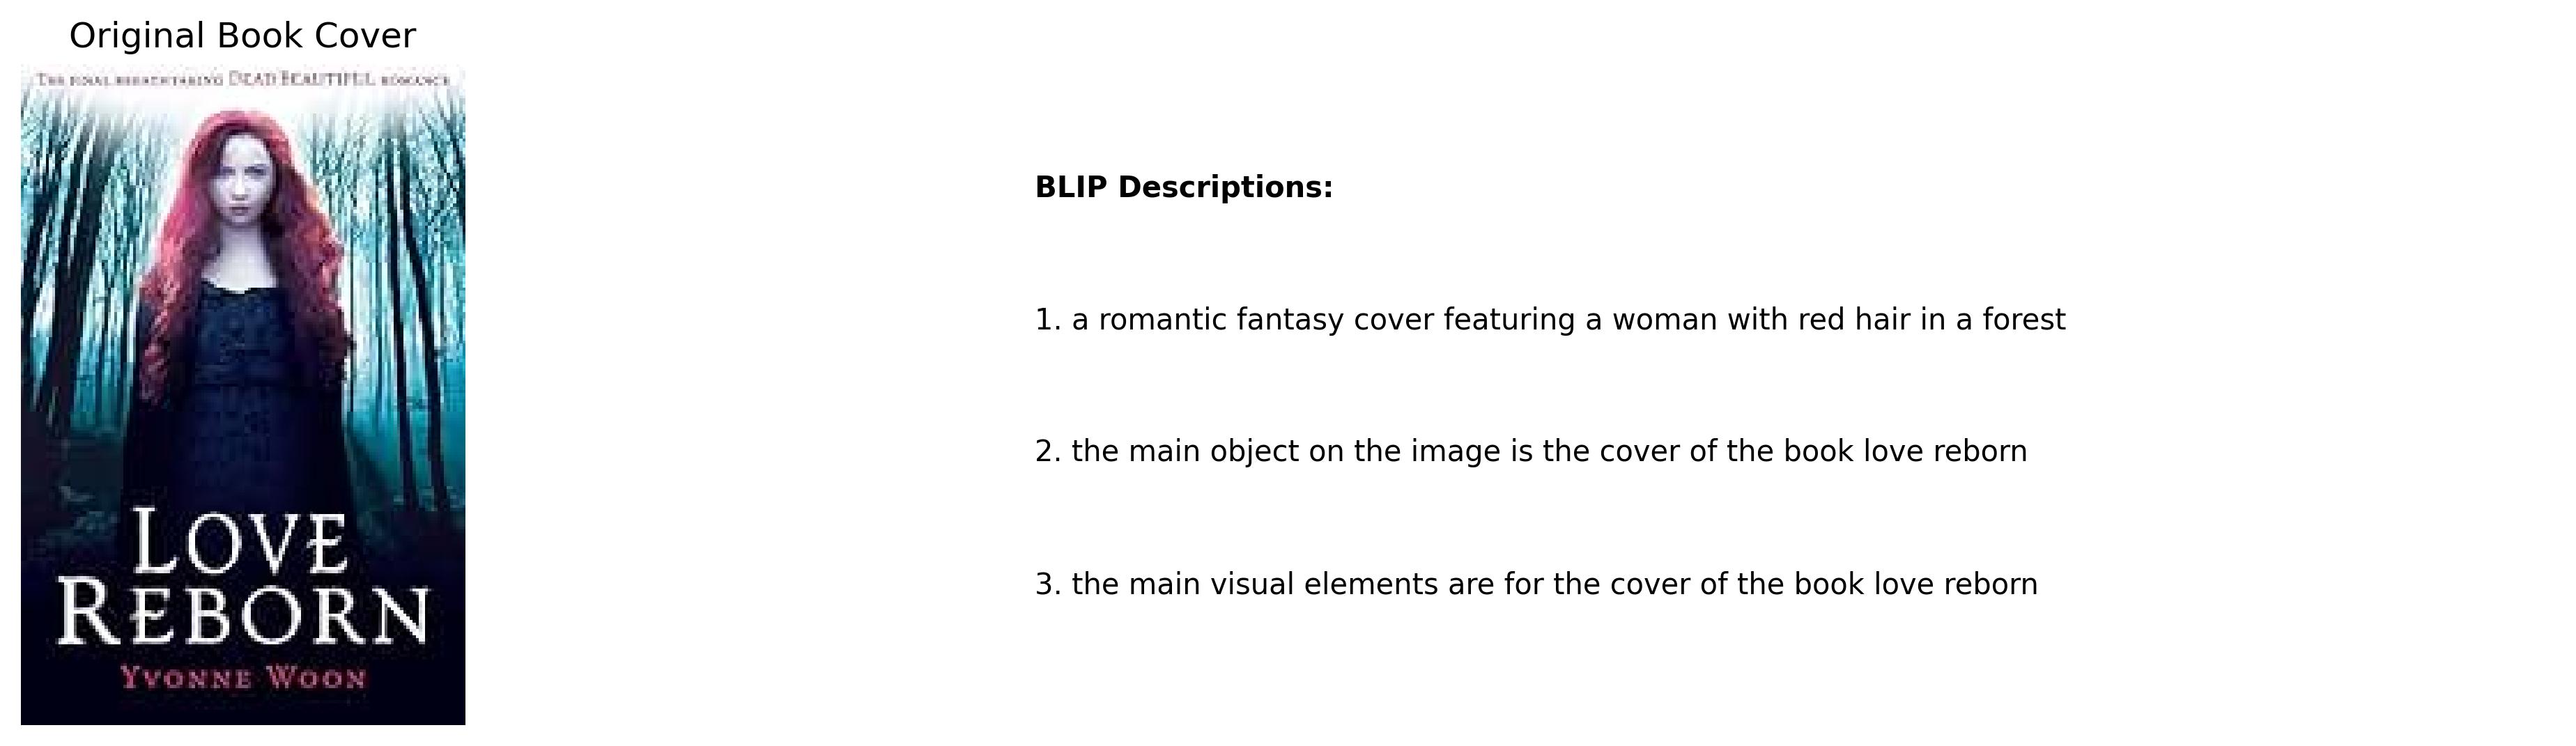 Original Book Cover
THE FINAL BREATHTAKING DEAD BEAUTIFUL ROMANCE
LOVE
REBORN
YVONNE WOON
BLIP Descriptions:
1. a romantic fantasy cover featuring a woman with red hair in a forest
2. the main object on the image is the cover of the book love reborn
3. the main visual elements are for the cover of the book love reborn